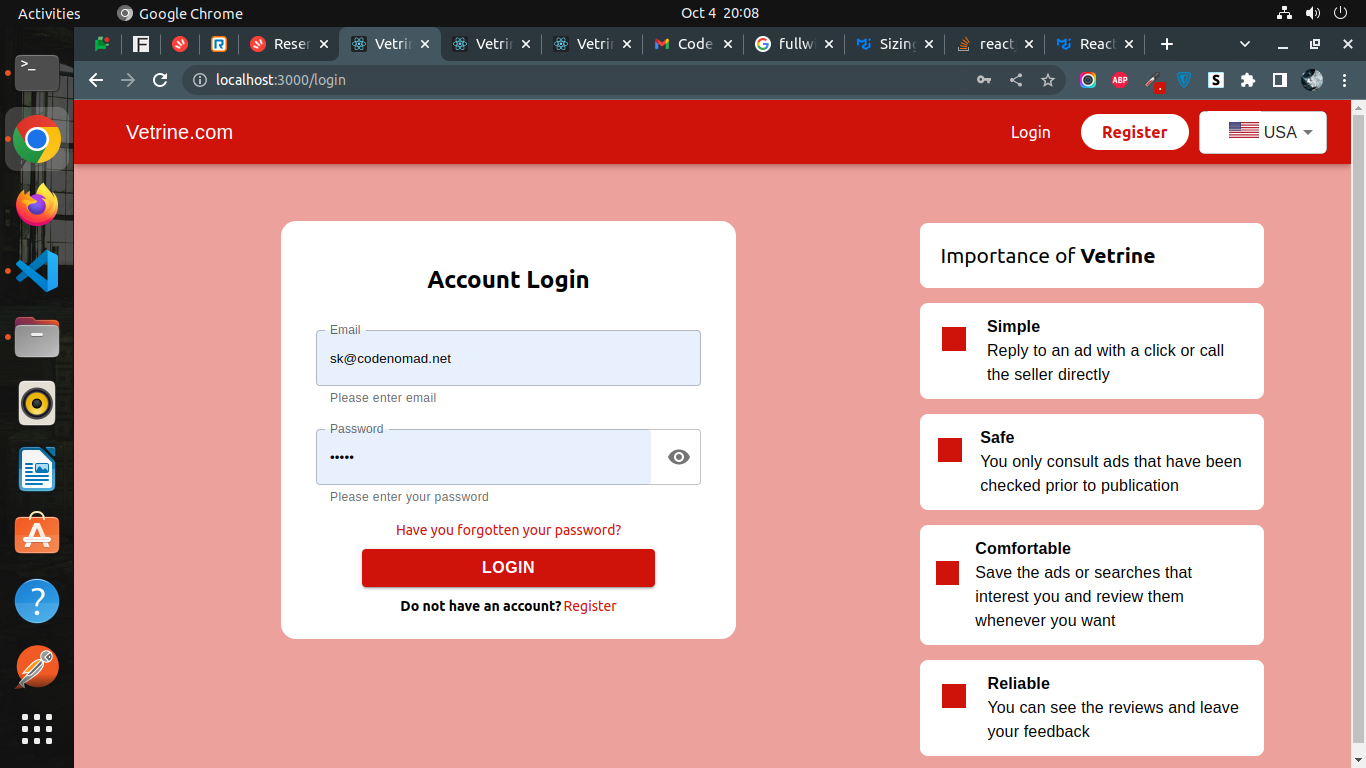 Activities
Google Chrome
Oct 4 20:08
Reser
Vetrin
Vetrin
Vetrin
Code
fullwi
Sizing
react
React
localhost:3000/login
ABP
S
Vetrine.com
Login
Register
USA
Account Login
Email
sk@codenomad.net
Please enter email
Password
•••••
Please enter your password
Have you forgotten your password?
LOGIN
Do not have an account? Register
Importance of Vetrine
Simple
Reply to an ad with a click or call
the seller directly
Safe
You only consult ads that have been
checked prior to publication
Comfortable
Save the ads or searches that
interest you and review them
whenever you want
Reliable
You can see the reviews and leave
your feedback